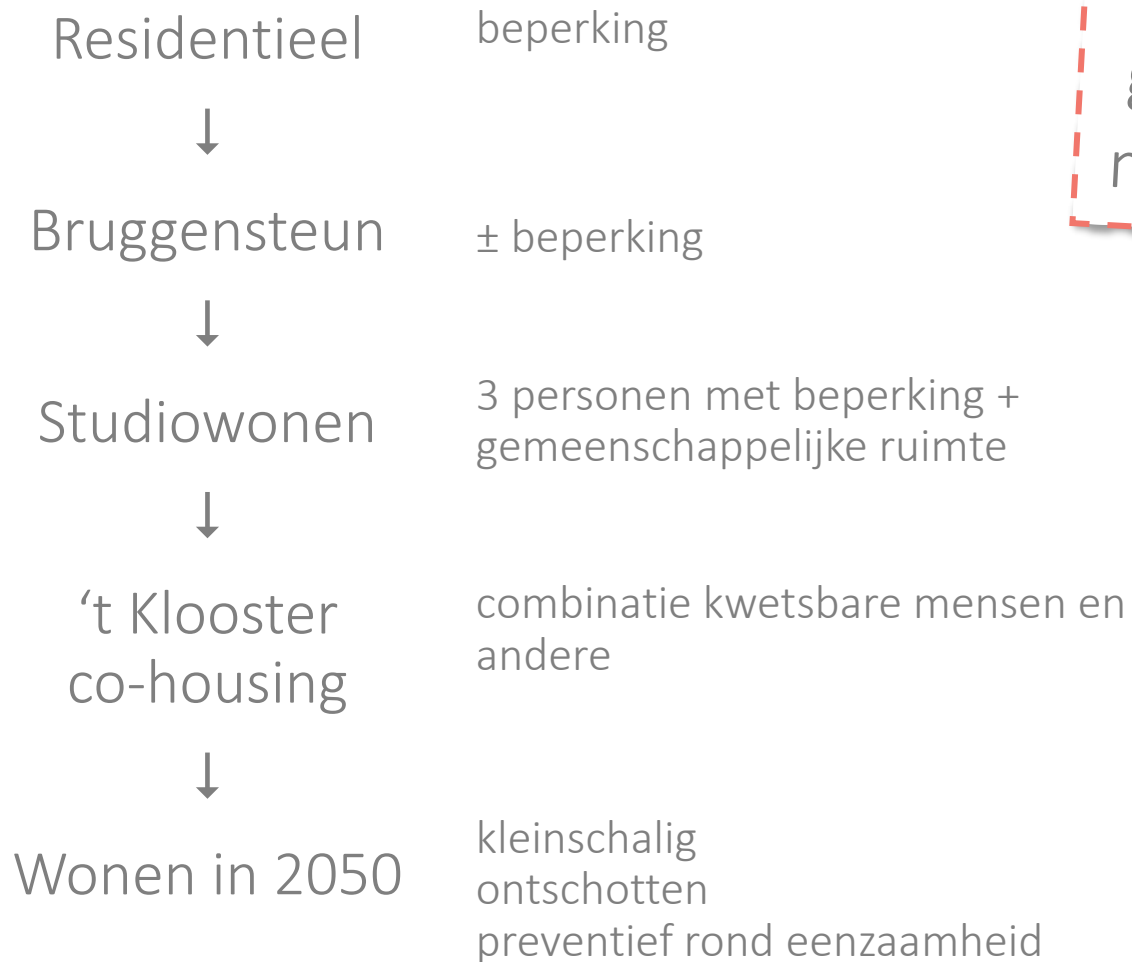 Residentieel
beperking
↓
Bruggensteun
± beperking
↓
Studiowonen
3 personen met beperking +
gemeenschappelijke ruimte
↓
‘t Klooster
co-housing
combinatie kwetsbare mensen en
andere
↓
Wonen in 2050
kleinschalig
ontschotten
preventief rond eenzaamheid